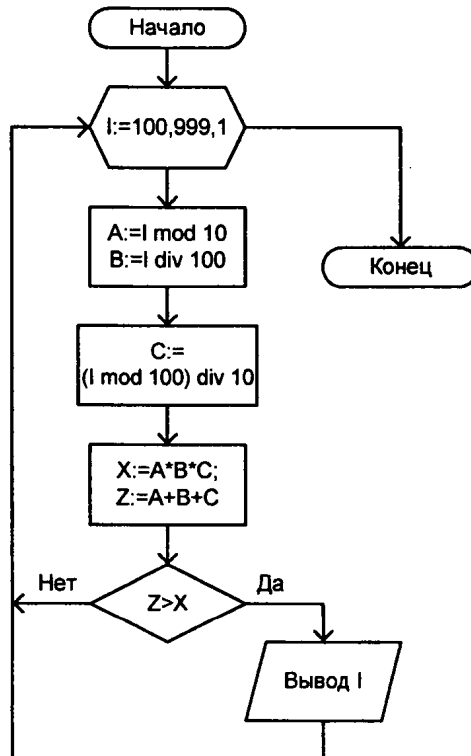 Начало
I:=100,999,1
A:=I mod 10
B:=I div 100
Конец
C:=
(I mod 100) div 10
X:=A*B*C;
Z:=A+B+C
Нет
Z>X
Да
Вывод I